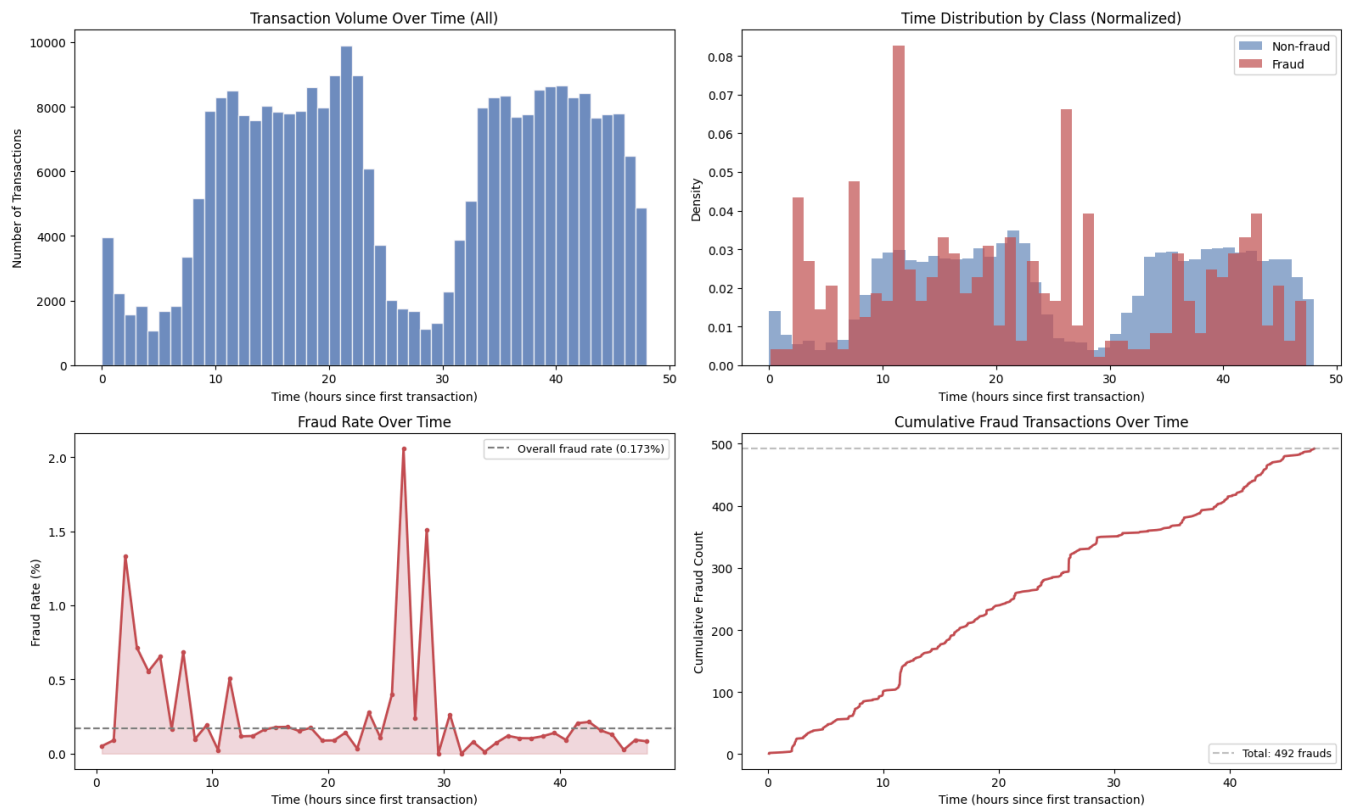 Transaction Volume Over Time (All)
10000
8000
6000
4000
2000
0
Number of Transactions
0 10 20 30 40 50
Time (hours since first transaction)
Time Distribution by Class (Normalized)
Non-fraud
Fraud
0.08
0.07
0.06
0.05
0.04
0.03
0.02
0.01
0.00
Density
0 10 20 30 40 50
Time (hours since first transaction)
Fraud Rate Over Time
Overall fraud rate (0.173%)
2.0
1.5
1.0
0.5
0.0
Fraud Rate (%)
0 10 20 30 40
Time (hours since first transaction)
Cumulative Fraud Transactions Over Time
500
400
300
200
100
0
Cumulative Fraud Count
Total: 492 frauds
0 10 20 30 40
Time (hours since first transaction)